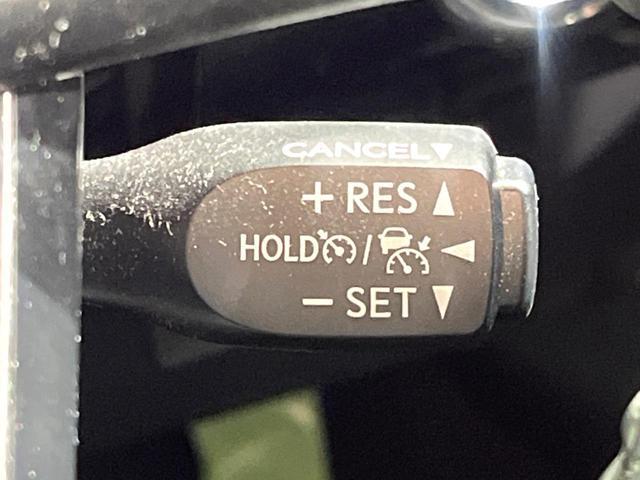 CANCEL▼
+ RES ▲
HOLD / ◄
− SET ▼